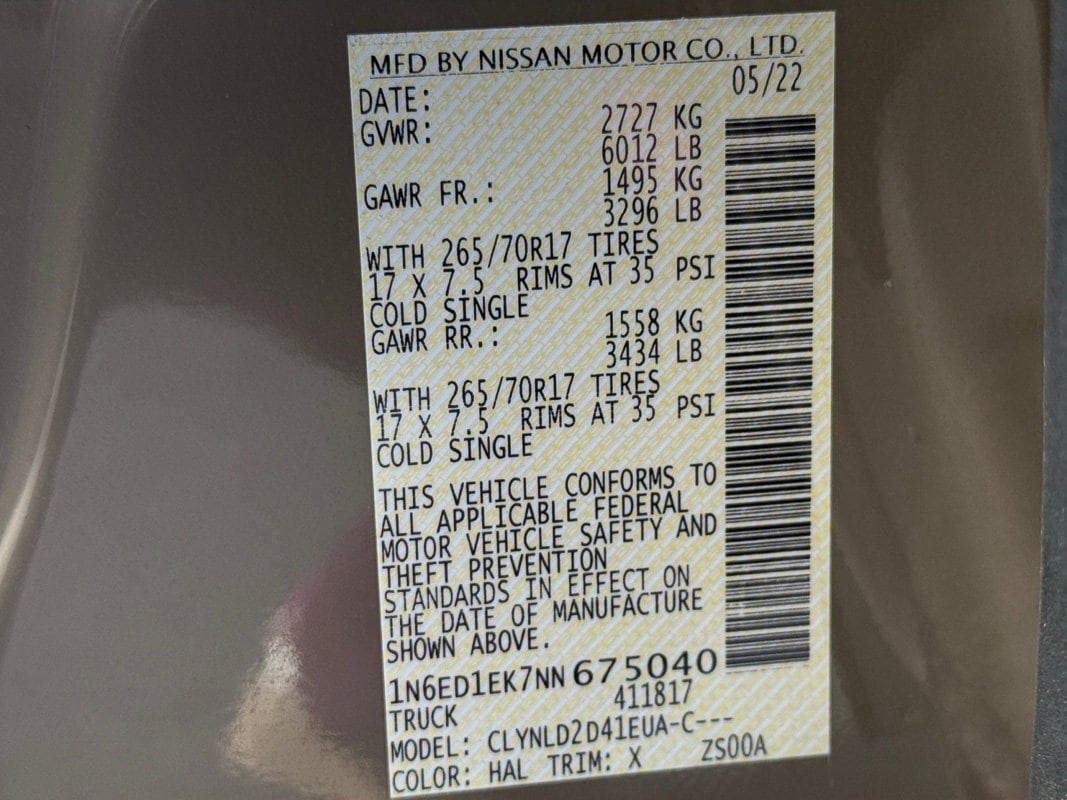 MFD BY NISSAN MOTOR CO., LTD.
DATE: 05/22
GVWR: 2727 KG
6012 LB
GAWR FR.: 1495 KG
3296 LB
WITH 265/70R17 TIRES
17 X 7.5 RIMS AT 35 PSI
COLD SINGLE
GAWR RR.: 1558 KG
3434 LB
WITH 265/70R17 TIRES
17 X 7.5 RIMS AT 35 PSI
COLD SINGLE
THIS VEHICLE CONFORMS TO
ALL APPLICABLE FEDERAL
MOTOR VEHICLE SAFETY AND
THEFT PREVENTION
STANDARDS IN EFFECT ON
THE DATE OF MANUFACTURE
SHOWN ABOVE.
1N6ED1EK7NN675040
TRUCK 411817
MODEL: CLYNLD2D41EUA-C---
COLOR: HAL TRIM: X ZS00A